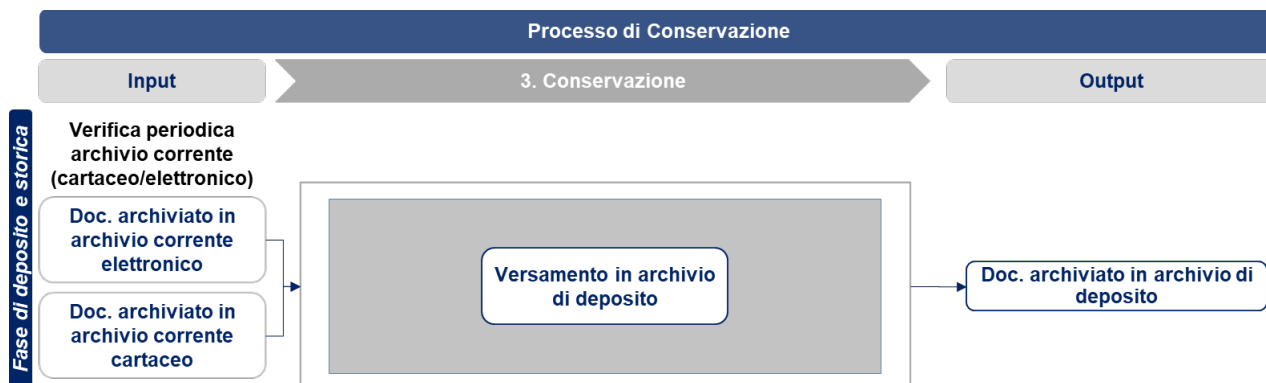 Processo di Conservazione
Input
3. Conservazione
Output
Fase di deposito e storica
Verifica periodica
archivio corrente
(cartaceo/elettronico)
Doc. archiviato in
archivio corrente
elettronico
Doc. archiviato in
archivio corrente
cartaceo
Versamento in archivio
di deposito
Doc. archiviato in archivio di
deposito